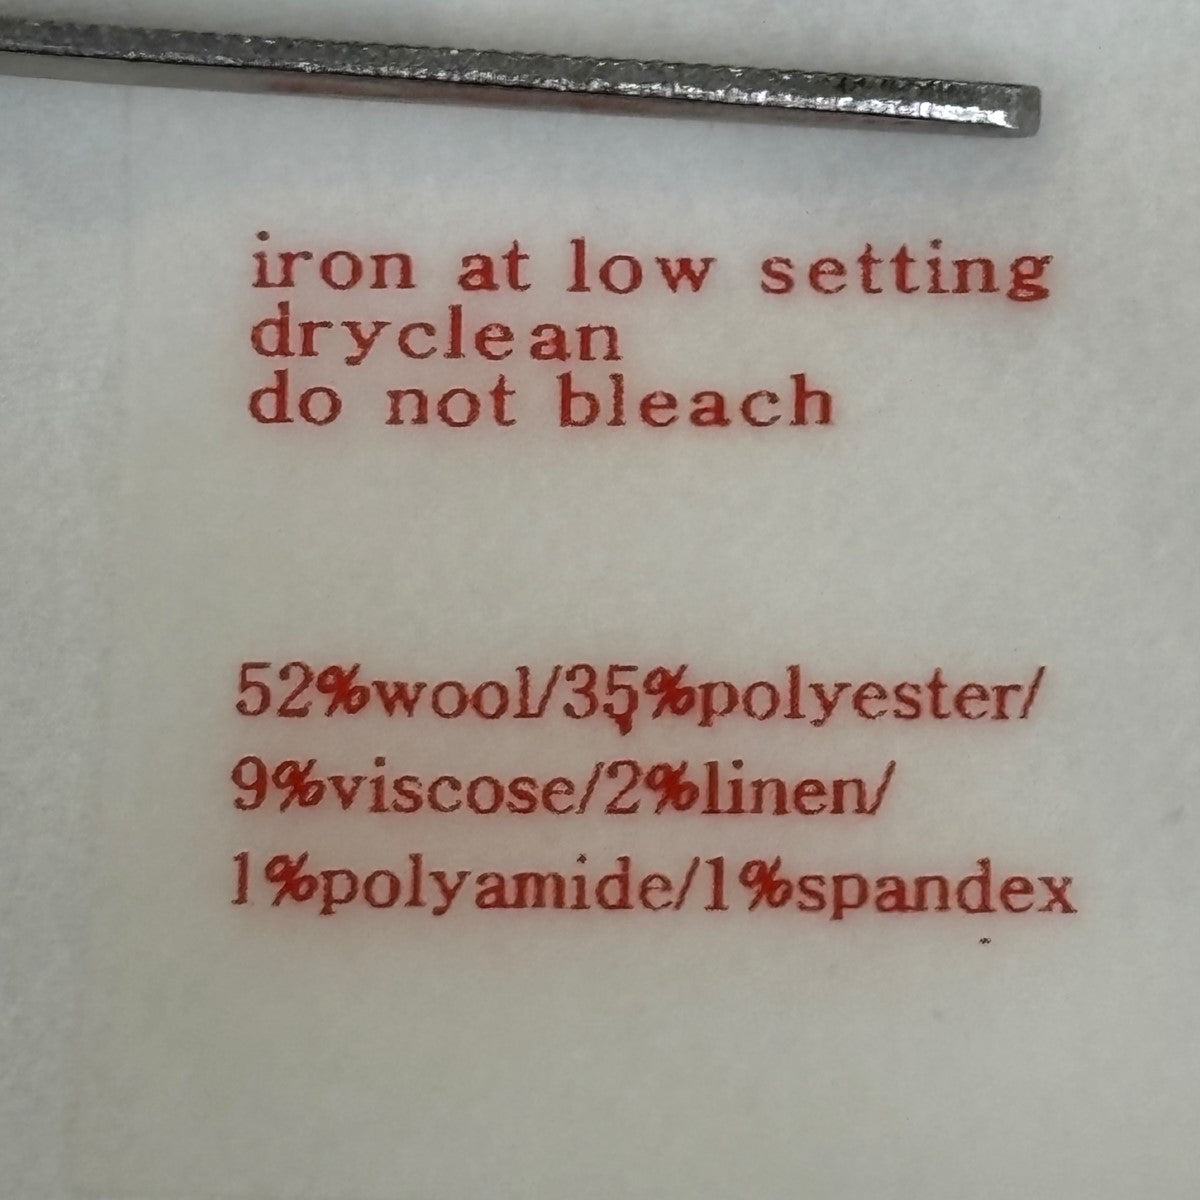 iron at low setting
dryclean
do not bleach
52%wool/35%polyester/
9%viscose/2%linen/
1%polyamide/1%spandex